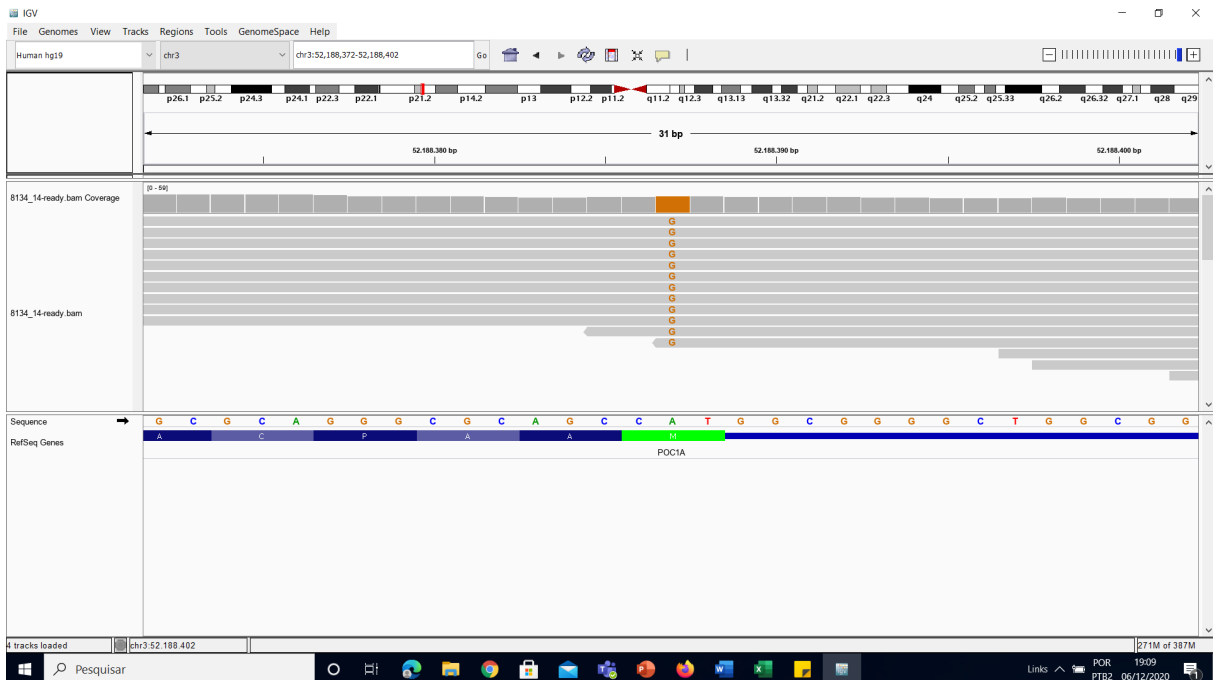 IGV
File Genomes View Tracks Regions Tools GenomeSpace Help
Human hg19 chr3 chr3:52,188,372-52,188,402 Go
p26.1 p25.2 p24.3 p24.1 p22.3 p22.1 p21.2 p14.2 p13 p12.2 p11.2 q11.2 q12.3 q13.13 q13.32 q21.2 q22.1 q22.3 q24 q25.2 q25.33 q26.2 q26.32 q27.1 q28 q29
31 bp
52.188.380 bp 52.188.390 bp 52.188.400 bp
[0 - 59]
8134_14-ready.bam Coverage
G
G
G
G
G
G
G
G
8134_14-ready.bam
G
G
G
G
Sequence G C G C A G G G C G C A G C C A T G G C G G G G C T G G C G G
RefSeq Genes A C P A A M
POC1A
4 tracks loaded chr3:52.188.402 271M of 387M
Pesquisar Links POR 19:09
PTB2 06/12/2020